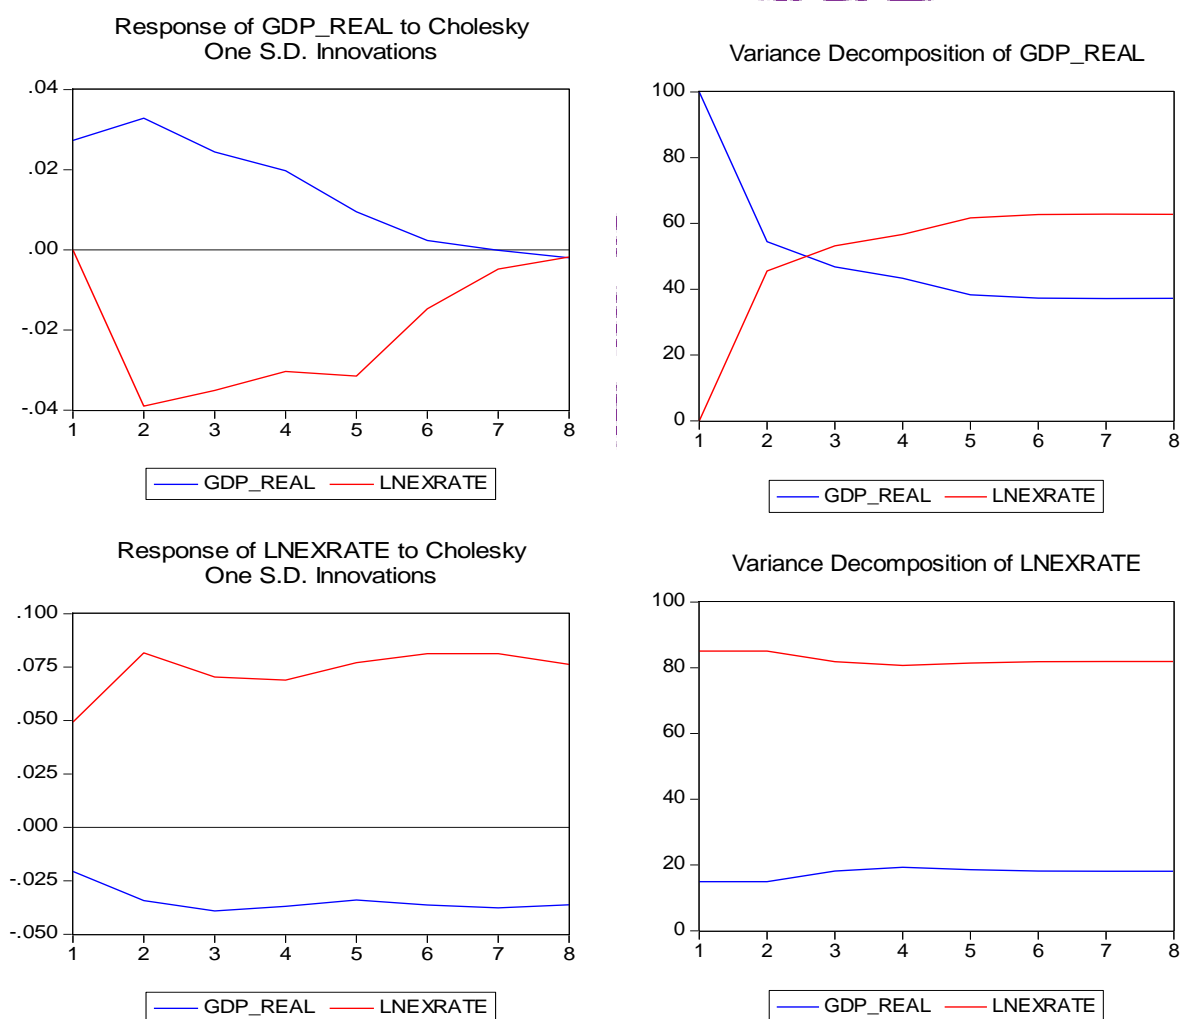 Response of GDP_REAL to Cholesky
One S.D. Innovations
.04
.02
.00
-.02
-.04
1 2 3 4 5 6 7 8
GDP_REAL LNEXRATE
Variance Decomposition of GDP_REAL
100
80
60
40
20
0
1 2 3 4 5 6 7 8
GDP_REAL LNEXRATE
Response of LNEXRATE to Cholesky
One S.D. Innovations
.100
.075
.050
.025
.000
-.025
-.050
1 2 3 4 5 6 7 8
GDP_REAL LNEXRATE
Variance Decomposition of LNEXRATE
100
80
60
40
20
0
1 2 3 4 5 6 7 8
GDP_REAL LNEXRATE